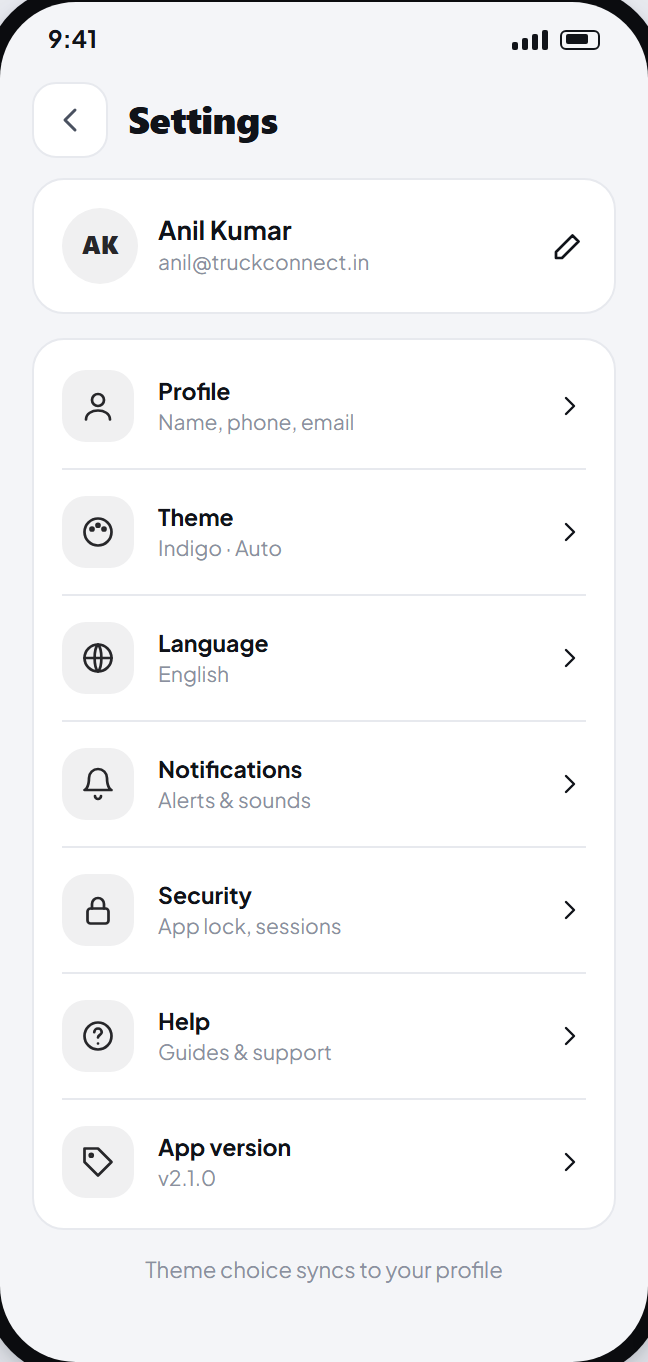 9:41
Settings
AK
Anil Kumar
anil@truckconnect.in
Profile
Name, phone, email
Theme
Indigo · Auto
Language
English
Notifications
Alerts & sounds
Security
App lock, sessions
Help
Guides & support
App version
v2.1.0
Theme choice syncs to your profile